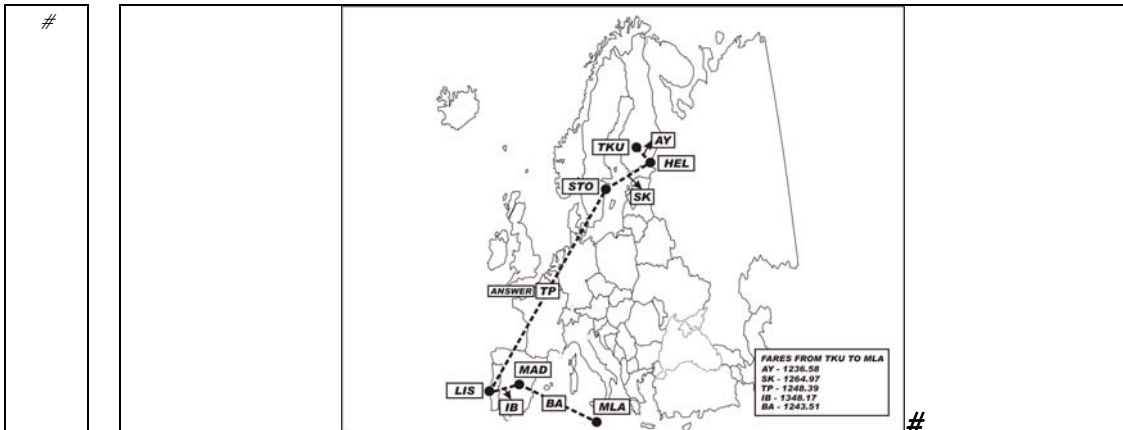 #
TKU
AY
HEL
STO
SK
ANSWER
TP
MAD
LIS
IB
BA
MLA
FARES FROM TKU TO MLA
AY - 1236.58
SK - 1264.97
TP - 1248.39
IB - 1348.17
BA - 1243.51
#